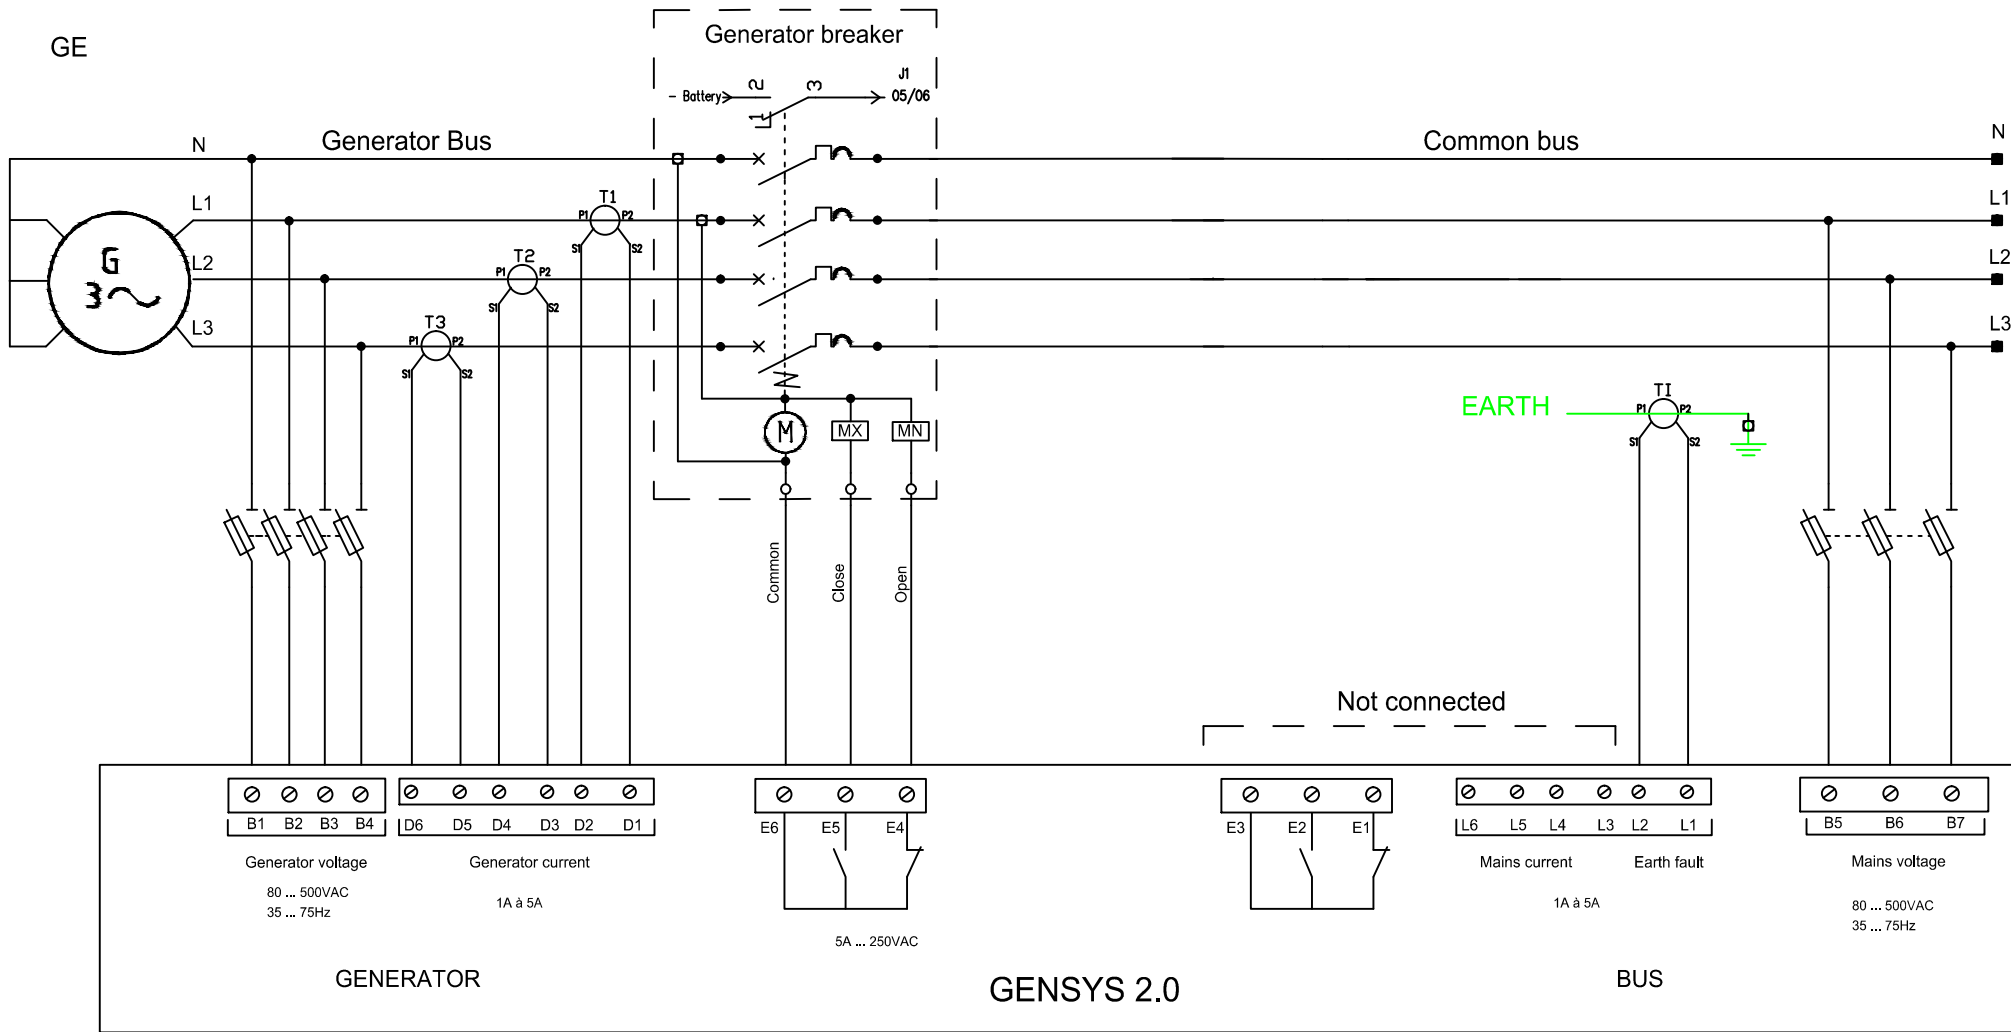 GE
Generator breaker
- Battery
2
3
1
J1
05/06
N
Generator Bus
Common bus
N
L1
L2
L3
G
3
T1
P1 P2
S1 S2
T2
P1 P2
S1 S2
T3
P1 P2
S1 S2
L1
L2
L3
M
MX
MN
EARTH
TI
P1 P2
S1 S2
Common
Close
Open
Not connected
B1 B2 B3 B4
D6 D5 D4 D3 D2 D1
E6 E5 E4
E3 E2 E1
L6 L5 L4 L3 L2 L1
B5 B6 B7
Generator voltage
80 ... 500VAC
35 ... 75Hz
Generator current
1A à 5A
5A ... 250VAC
Mains current
Earth fault
1A à 5A
Mains voltage
80 ... 500VAC
35 ... 75Hz
GENERATOR
GENSYS 2.0
BUS